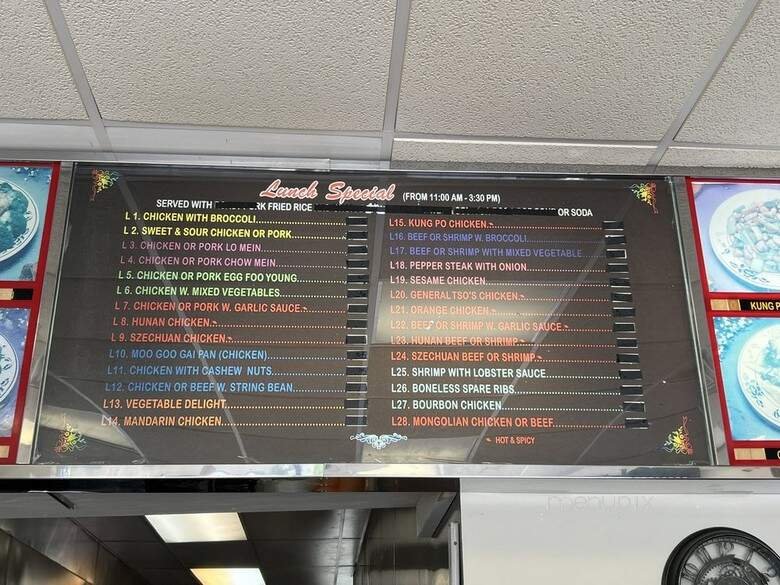 Lunch Special (FROM 11:00 AM - 3:30 PM)
SERVED WITH RK FRIED RICE OR SODA
L 1. CHICKEN WITH BROCCOLI
L 2. SWEET & SOUR CHICKEN OR PORK
L 3. CHICKEN OR PORK LO MEIN
L 4. CHICKEN OR PORK CHOW MEIN
L 5. CHICKEN OR PORK EGG FOO YOUNG
L 6. CHICKEN W. MIXED VEGETABLES
L 7. CHICKEN OR PORK W. GARLIC SAUCE
L 8. HUNAN CHICKEN
L 9. SZECHUAN CHICKEN
L10. MOO GOO GAI PAN (CHICKEN)
L11. CHICKEN WITH CASHEW NUTS
L12. CHICKEN OR BEEF W. STRING BEAN
L13. VEGETABLE DELIGHT
L14. MANDARIN CHICKEN
L15. KUNG PO CHICKEN
L16. BEEF OR SHRIMP W. BROCCOLI
L17. BEEF OR SHRIMP WITH MIXED VEGETABLE
L18. PEPPER STEAK WITH ONION
L19. SESAME CHICKEN
L20. GENERAL TSO'S CHICKEN
L21. ORANGE CHICKEN
L22. BEEF OR SHRIMP W. GARLIC SAUCE
L23. HUNAN BEEF OR SHRIMP
L24. SZECHUAN BEEF OR SHRIMP
L25. SHRIMP WITH LOBSTER SAUCE
L26. BONELESS SPARE RIBS
L27. BOURBON CHICKEN
L28. MONGOLIAN CHICKEN OR BEEF
HOT & SPICY
KUNG P
menupix